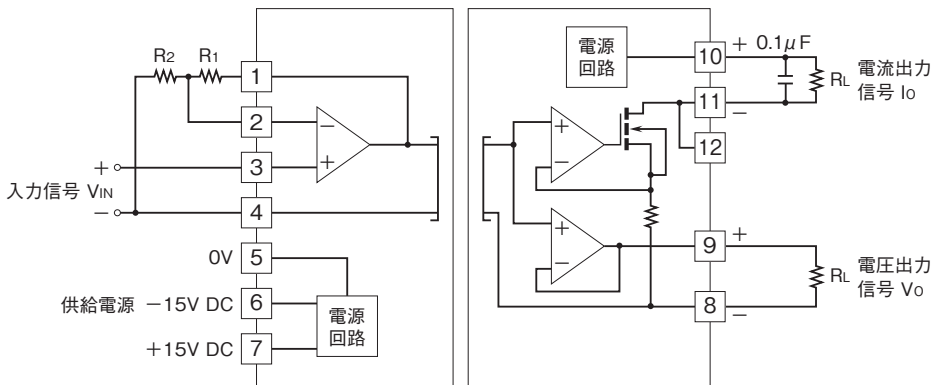 R2 R1
1
2
3
4
5
6
7
－
＋
＋
入力信号 VIN
－
0V
供給電源 －15V DC
＋15V DC
電源
回路
電源
回路
＋
－
＋
－
10
11
12
9
8
＋ 0.1μF
－
RL 電流出力
信号 IO
＋
－
RL 電圧出力
信号 VO